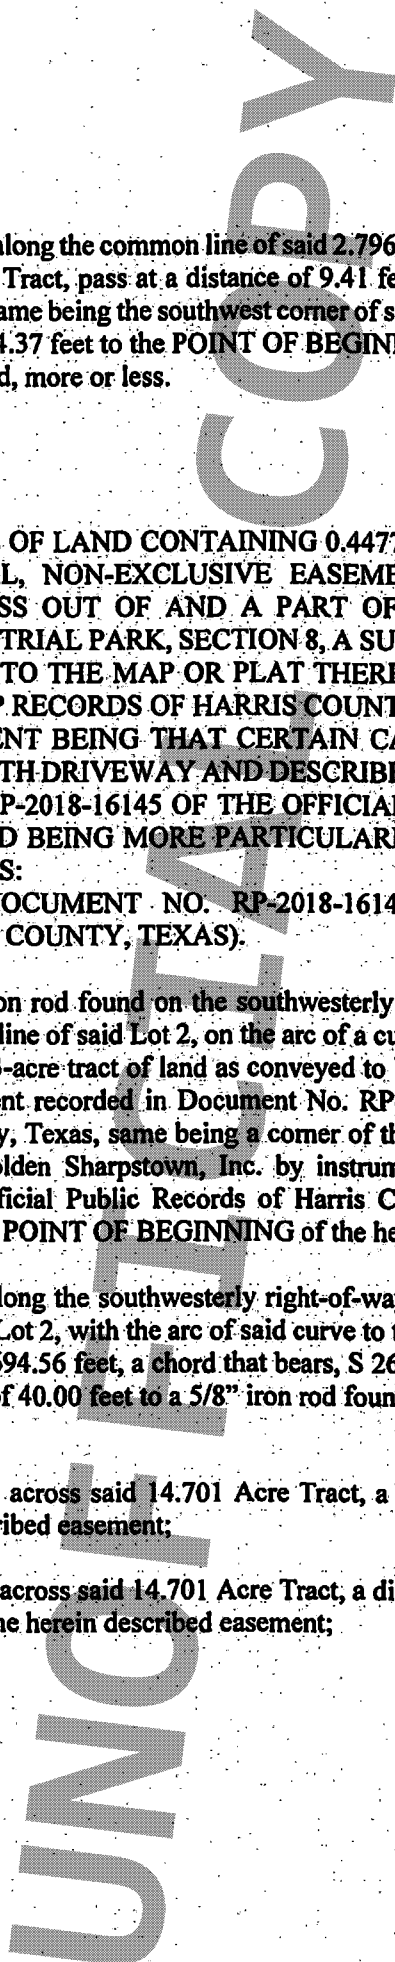 along the common line of said 2.796
Tract, pass at a distance of 9.41 fe
ame being the southwest corner of s
4.37 feet to the POINT OF BEGIN
d, more or less.
OF LAND CONTAINING 0.4477
L, NON-EXCLUSIVE EASEME
SS OUT OF AND A PART OF
TRIAL PARK, SECTION 8, A SU
TO THE MAP OR PLAT THERE
P RECORDS OF HARRIS COUNT
ENT BEING THAT CERTAIN CA
TH DRIVEWAY AND DESCRIBE
P-2018-16145 OF THE OFFICIAL
D BEING MORE PARTICULARL
S:
OCUMENT NO. RP-2018-1614
COUNTY, TEXAS).
on rod found on the southwesterly
line of said Lot 2, on the arc of a cu
-acre tract of land as conveyed to
ent recorded in Document No. RP
y, Texas, same being a corner of th
olden Sharpstown, Inc. by instrum
ficial Public Records of Harris C
POINT OF BEGINNING of the he
long the southwesterly right-of-wa
Lot 2, with the arc of said curve to t
594.56 feet, a chord that bears, S 26
of 40.00 feet to a 5/8" iron rod foun
across said 14.701 Acre Tract, a
ribed easement;
across said 14.701 Acre Tract, a di
he herein described easement;
UNOFFICIAL COPY